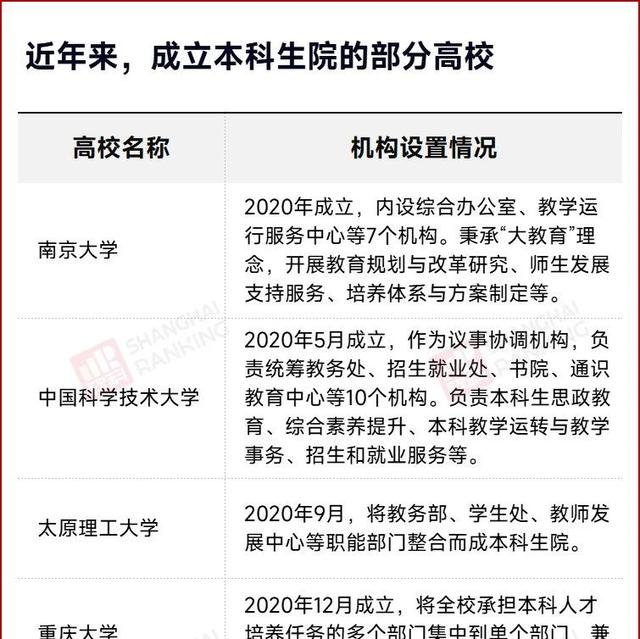 近年来，成立本科生院的部分高校
高校名称
机构设置情况
南京大学
2020年成立，内设综合办公室、教学运
行服务中心等7个机构。秉承“大教育”理
念，开展教育规划与改革研究、师生发展
支持服务、培养体系与方案制定等。
SHANGHAI
RANKING
中国科学技术大学
2020年5月成立，作为议事协调机构，负
责统筹教务处、招生就业处、书院、通识
教育中心等10个机构。负责本科生思政教
育、综合素养提升、本科教学运转与教学
事务、招生和就业服务等。
SHANGHAI
RANKING
太原理工大学
2020年9月，将教务部、学生处、教师发
展中心等职能部门整合而成本科生院。
重庆大学
2020年12月成立，将全校承担本科人才
培养任务的多个部门集中到单个部门，兼